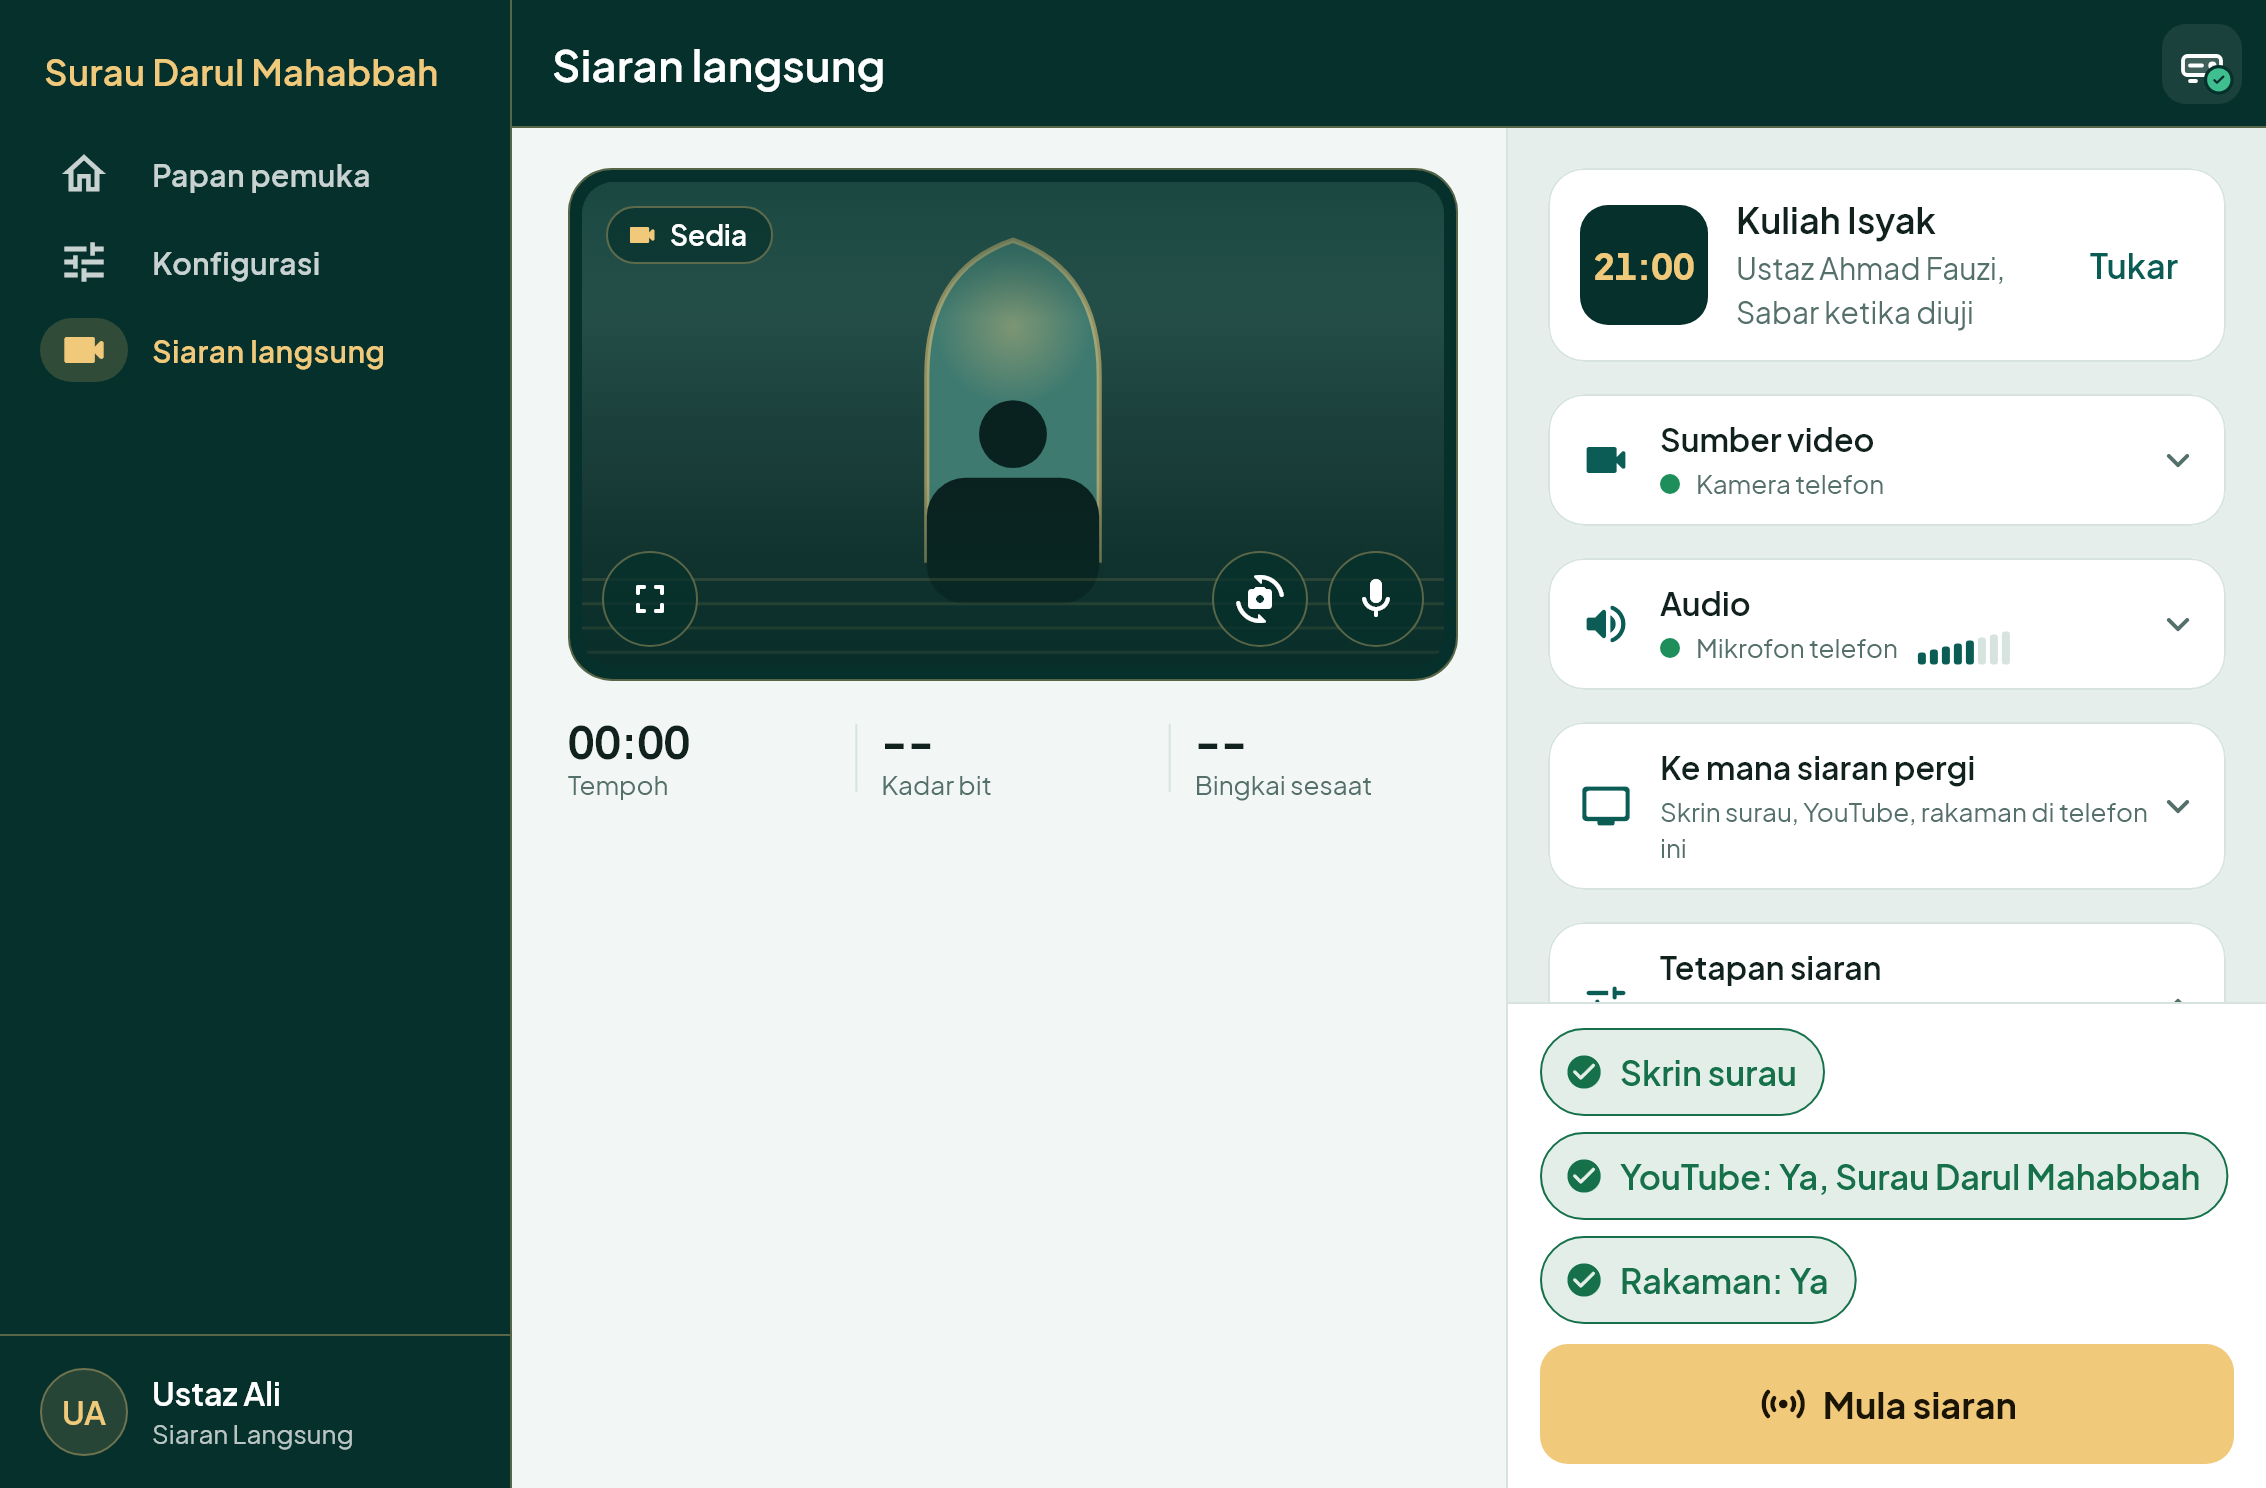 Surau Darul Mahabbah
Papan pemuka
Konfigurasi
Siaran langsung
UA
Ustaz Ali
Siaran Langsung
Siaran langsung
Sedia
00:00
Tempoh
--
Kadar bit
--
Bingkai sesaat
21:00
Kuliah Isyak
Ustaz Ahmad Fauzi,
Sabar ketika diuji
Tukar
Sumber video
Kamera telefon
Audio
Mikrofon telefon
Ke mana siaran pergi
Skrin surau, YouTube, rakaman di telefon
ini
Tetapan siaran
Skrin surau
YouTube: Ya, Surau Darul Mahabbah
Rakaman: Ya
Mula siaran